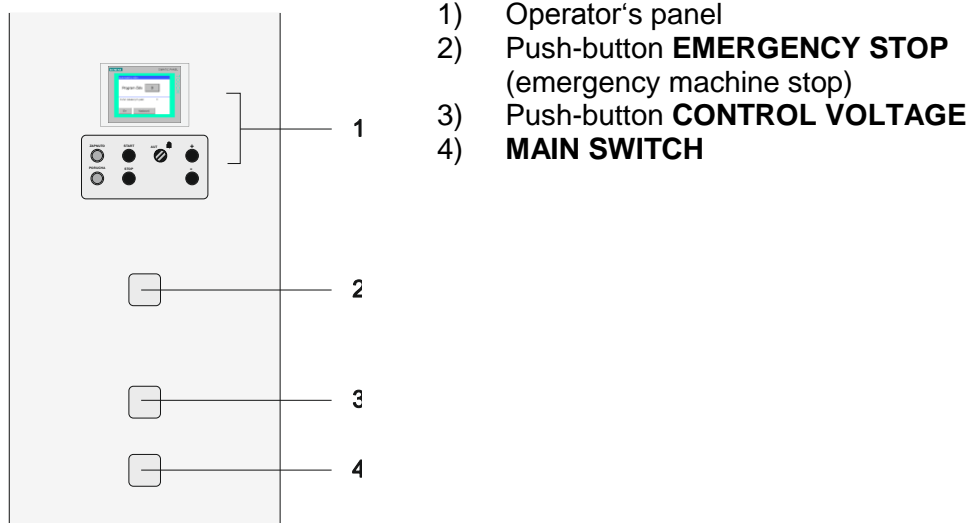 1) Operator‘s panel
2) Push-button EMERGENCY STOP
(emergency machine stop)
3) Push-button CONTROL VOLTAGE
4) MAIN SWITCH
START
AUT
+
STOP
-
1
2
3
4